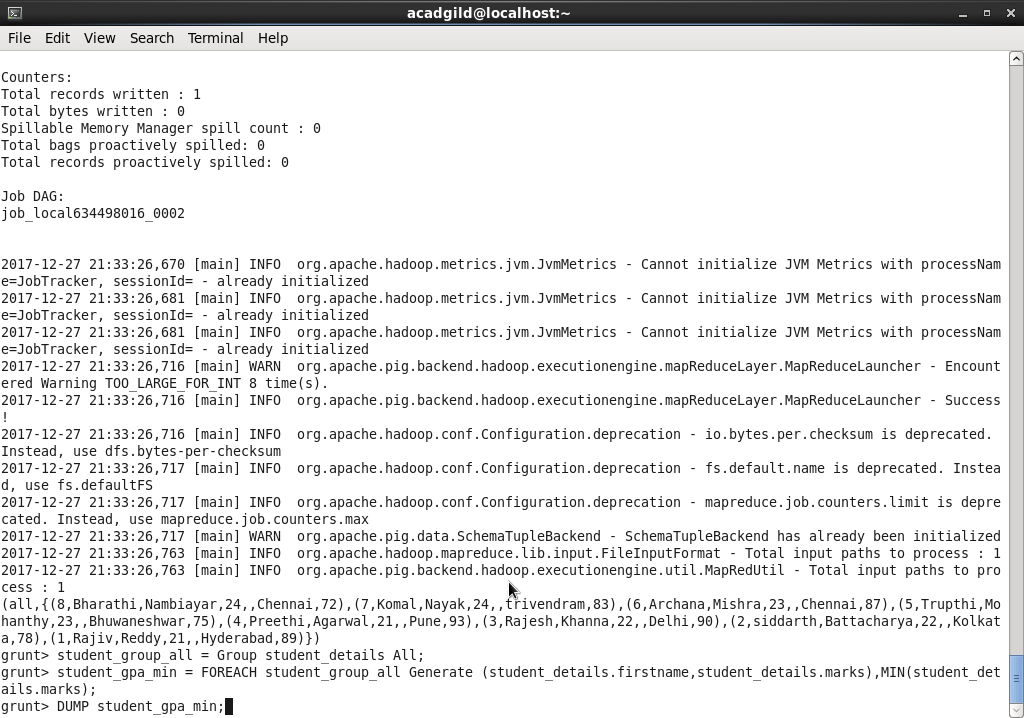 acadgild@localhost:~
File Edit View Search Terminal Help
Counters:
Total records written : 1
Total bytes written : 0
Spillable Memory Manager spill count : 0
Total bags proactively spilled: 0
Total records proactively spilled: 0
Job DAG:
job_local634498016_0002
2017-12-27 21:33:26,670 [main] INFO  org.apache.hadoop.metrics.jvm.JvmMetrics - Cannot initialize JVM Metrics with processNam
e=JobTracker, sessionId= - already initialized
2017-12-27 21:33:26,681 [main] INFO  org.apache.hadoop.metrics.jvm.JvmMetrics - Cannot initialize JVM Metrics with processNam
e=JobTracker, sessionId= - already initialized
2017-12-27 21:33:26,681 [main] INFO  org.apache.hadoop.metrics.jvm.JvmMetrics - Cannot initialize JVM Metrics with processNam
e=JobTracker, sessionId= - already initialized
2017-12-27 21:33:26,716 [main] WARN  org.apache.pig.backend.hadoop.executionengine.mapReduceLayer.MapReduceLauncher - Encount
ered Warning TOO_LARGE_FOR_INT 8 time(s).
2017-12-27 21:33:26,716 [main] INFO  org.apache.pig.backend.hadoop.executionengine.mapReduceLayer.MapReduceLauncher - Success
!
2017-12-27 21:33:26,716 [main] INFO  org.apache.hadoop.conf.Configuration.deprecation - io.bytes.per.checksum is deprecated.
Instead, use dfs.bytes-per-checksum
2017-12-27 21:33:26,717 [main] INFO  org.apache.hadoop.conf.Configuration.deprecation - fs.default.name is deprecated. Instea
d, use fs.defaultFS
2017-12-27 21:33:26,717 [main] INFO  org.apache.hadoop.conf.Configuration.deprecation - mapreduce.job.counters.limit is depre
cated. Instead, use mapreduce.job.counters.max
2017-12-27 21:33:26,717 [main] WARN  org.apache.pig.data.SchemaTupleBackend - SchemaTupleBackend has already been initialized
2017-12-27 21:33:26,763 [main] INFO  org.apache.hadoop.mapreduce.lib.input.FileInputFormat - Total input paths to process : 1
2017-12-27 21:33:26,763 [main] INFO  org.apache.pig.backend.hadoop.executionengine.util.MapRedUtil - Total input paths to pro
cess : 1
(all,{(8,Bharathi,Nambiayar,24,,Chennai,72),(7,Komal,Nayak,24,,trivendram,83),(6,Archana,Mishra,23,,Chennai,87),(5,Trupthi,Mo
hanthy,23,,Bhuwaneshwar,75),(4,Preethi,Agarwal,21,,Pune,93),(3,Rajesh,Khanna,22,,Delhi,90),(2,siddarth,Battacharya,22,,Kolkat
a,78),(1,Rajiv,Reddy,21,,Hyderabad,89)})
grunt> student_group_all = Group student_details All;
grunt> student_gpa_min = FOREACH student_group_all Generate (student_details.firstname,student_details.marks),MIN(student_det
ails.marks);
grunt> DUMP student_gpa_min;